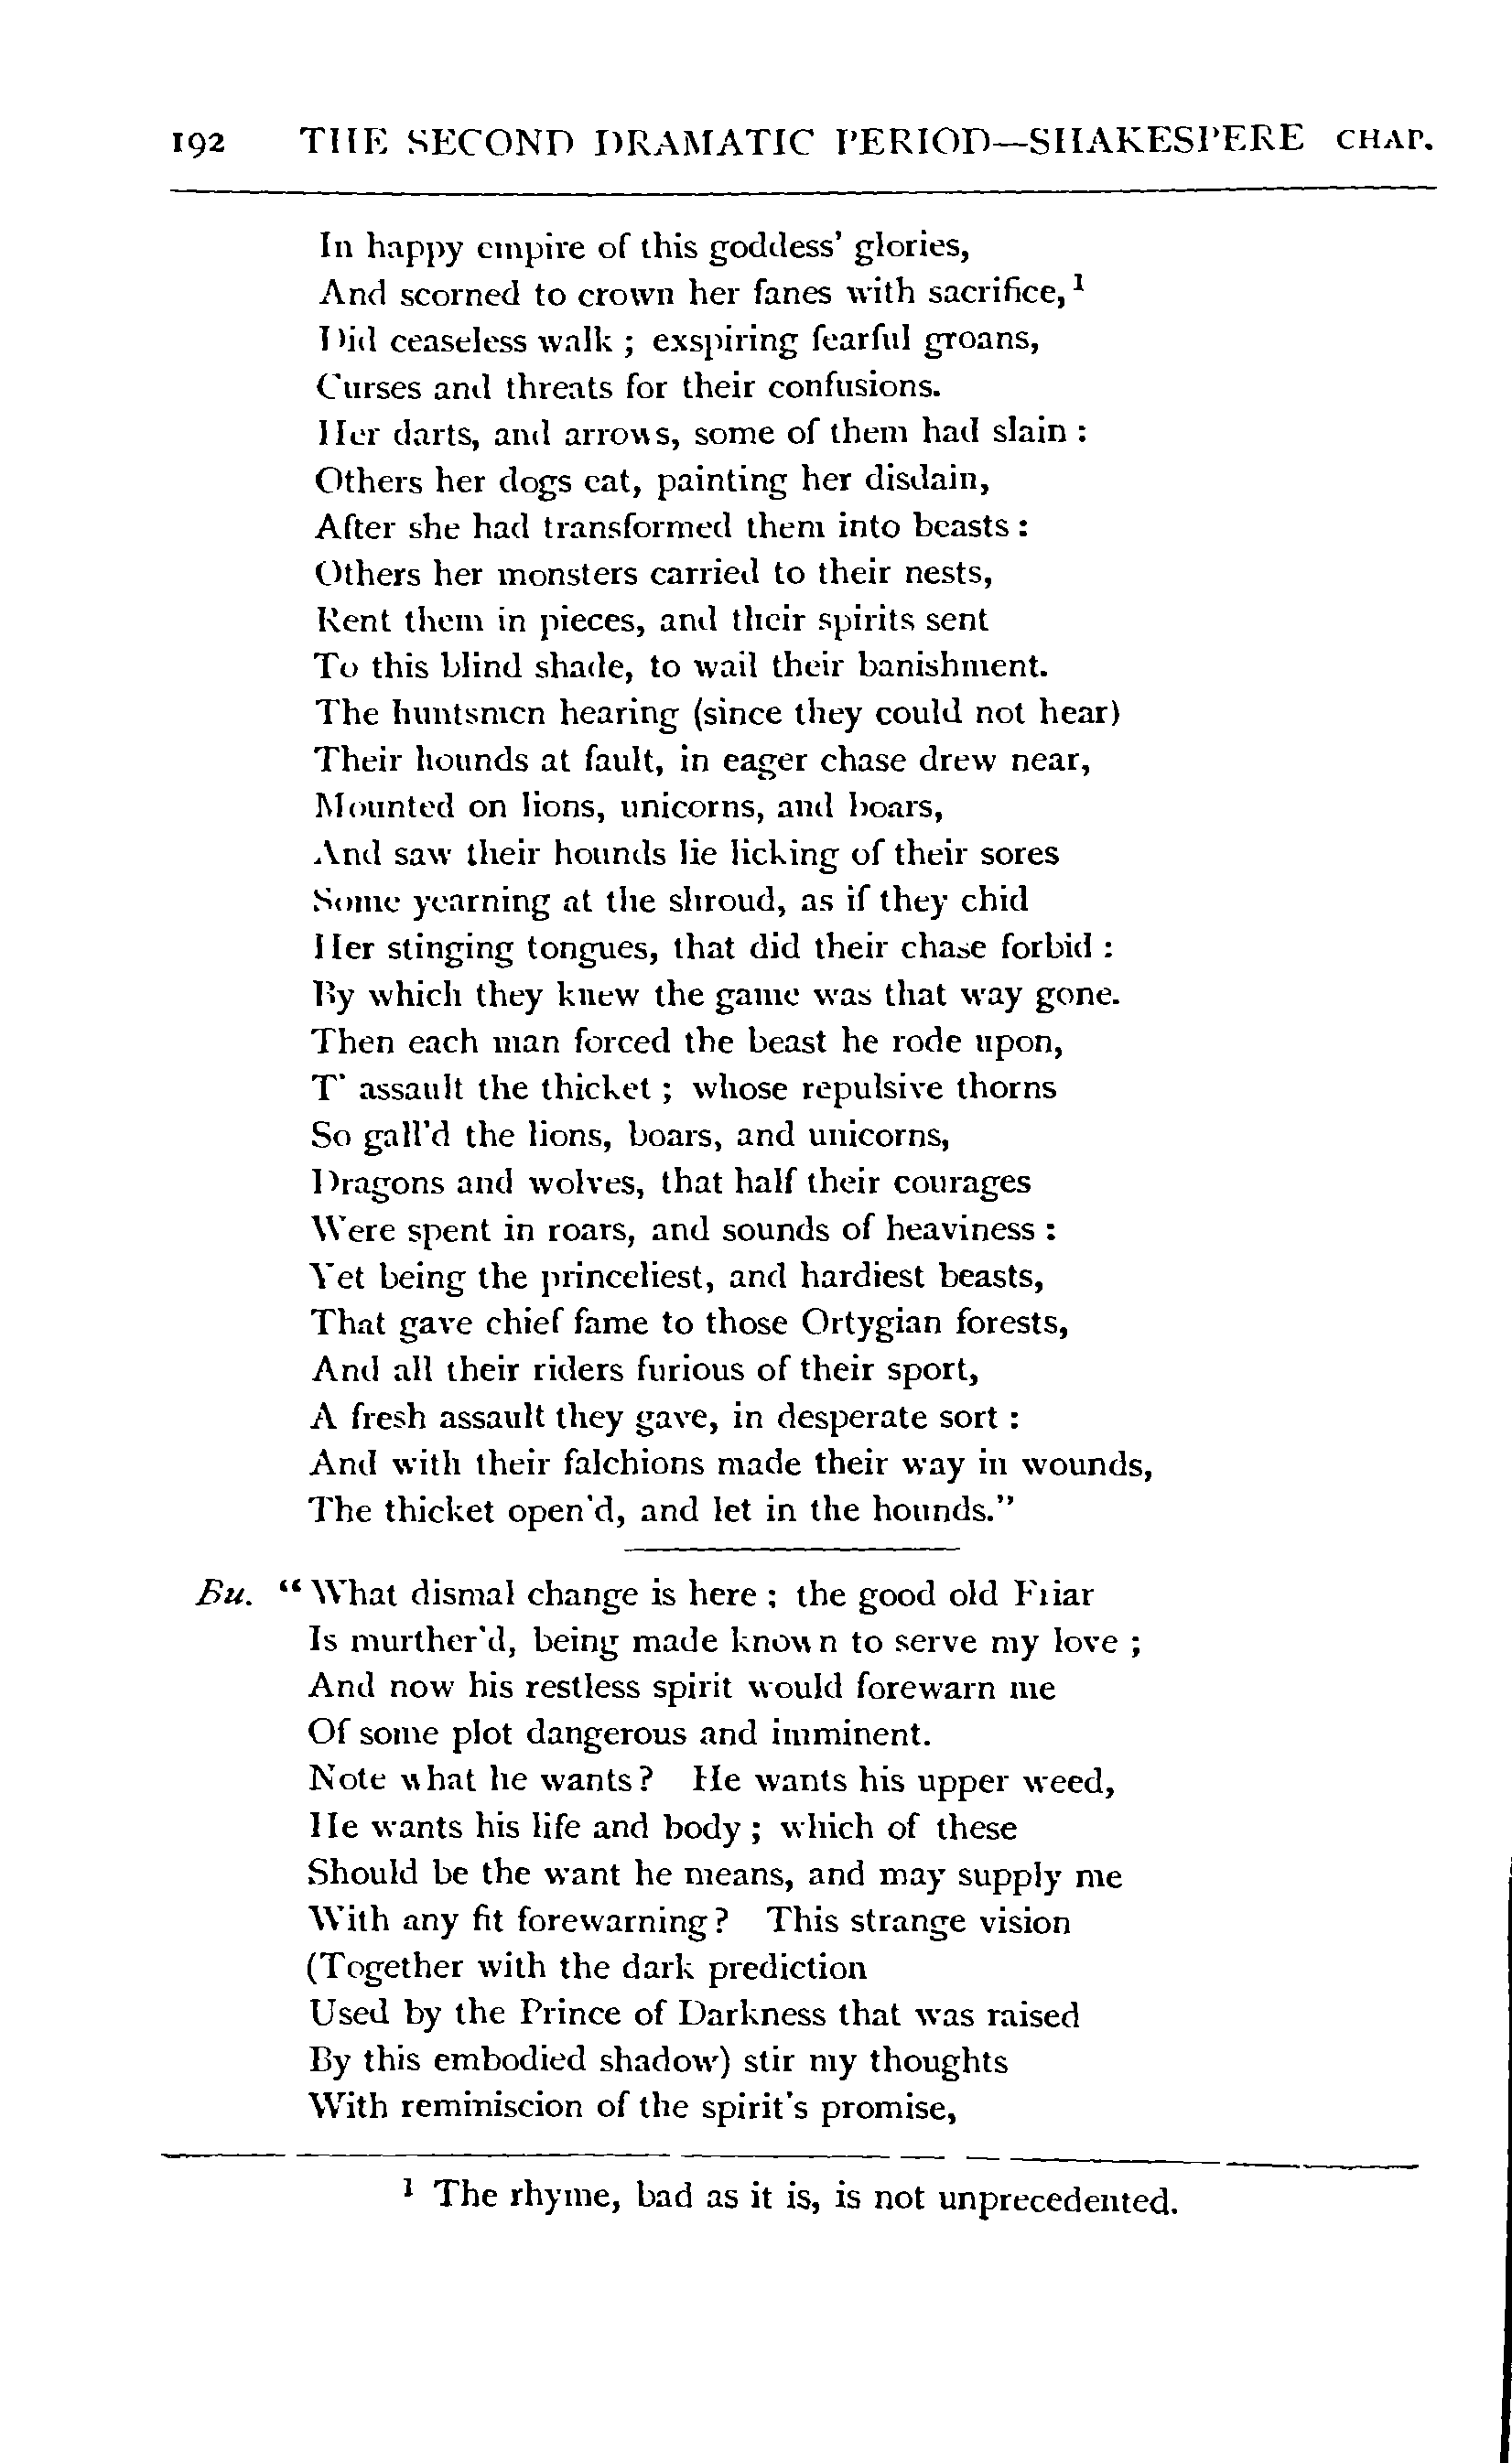 192 THE SECOND DRAMATIC PERIOD—SHAKESPERE CHAP.
In happy empire of this goddess' glories,
And scorned to crown her fanes with sacrifice,¹
Did ceaseless walk ; exspiring fearful groans,
Curses and threats for their confusions.
Her darts, and arrows, some of them had slain :
Others her dogs eat, painting her disdain,
After she had transformed them into beasts :
Others her monsters carried to their nests,
Rent them in pieces, and their spirits sent
To this blind shade, to wail their banishment.
The huntsmen hearing (since they could not hear)
Their hounds at fault, in eager chase drew near,
Mounted on lions, unicorns, and boars,
And saw their hounds lie licking of their sores
Some yearning at the shroud, as if they chid
Her stinging tongues, that did their chase forbid :
By which they knew the game was that way gone.
Then each man forced the beast he rode upon,
T' assault the thicket ; whose repulsive thorns
So gall'd the lions, boars, and unicorns,
Dragons and wolves, that half their courages
Were spent in roars, and sounds of heaviness :
Yet being the princeliest, and hardiest beasts,
That gave chief fame to those Ortygian forests,
And all their riders furious of their sport,
A fresh assault they gave, in desperate sort :
And with their falchions made their way in wounds,
The thicket open'd, and let in the hounds."
Bu. "What dismal change is here ; the good old Friar
Is murther'd, being made known to serve my love ;
And now his restless spirit would forewarn me
Of some plot dangerous and imminent.
Note what he wants? He wants his upper weed,
He wants his life and body ; which of these
Should be the want he means, and may supply me
With any fit forewarning? This strange vision
(Together with the dark prediction
Used by the Prince of Darkness that was raised
By this embodied shadow) stir my thoughts
With reminiscion of the spirit's promise,
¹ The rhyme, bad as it is, is not unprecedented.